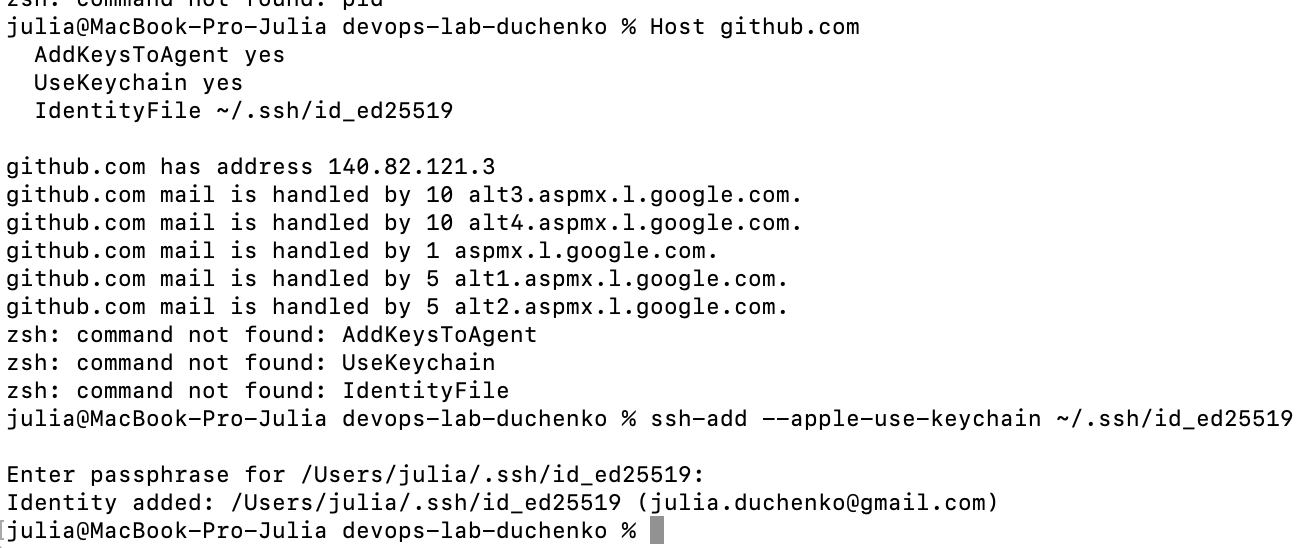 zsh: command not found: pid
julia@MacBook-Pro-Julia devops-lab-duchenko % Host github.com
  AddKeysToAgent yes
  UseKeychain yes
  IdentityFile ~/.ssh/id_ed25519

github.com has address 140.82.121.3
github.com mail is handled by 10 alt3.aspmx.l.google.com.
github.com mail is handled by 10 alt4.aspmx.l.google.com.
github.com mail is handled by 1 aspmx.l.google.com.
github.com mail is handled by 5 alt1.aspmx.l.google.com.
github.com mail is handled by 5 alt2.aspmx.l.google.com.
zsh: command not found: AddKeysToAgent
zsh: command not found: UseKeychain
zsh: command not found: IdentityFile
julia@MacBook-Pro-Julia devops-lab-duchenko % ssh-add --apple-use-keychain ~/.ssh/id_ed25519

Enter passphrase for /Users/julia/.ssh/id_ed25519:
Identity added: /Users/julia/.ssh/id_ed25519 (julia.duchenko@gmail.com)
julia@MacBook-Pro-Julia devops-lab-duchenko %